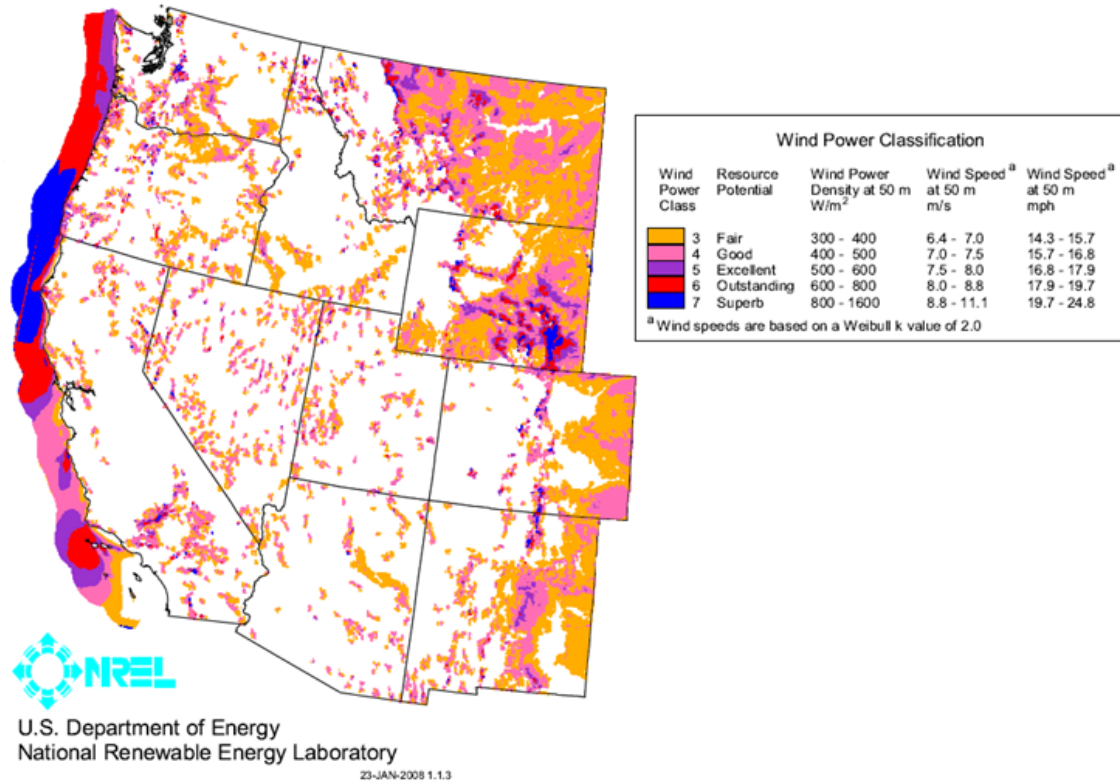 Wind Power Classification
Wind Resource Wind Power Wind Speed a Wind Speed a
Power Potential Density at 50 m at 50 m at 50 m
Class W/m2 m/s mph
3 Fair 300 - 400 6.4 - 7.0 14.3 - 15.7
4 Good 400 - 500 7.0 - 7.5 15.7 - 16.8
5 Excellent 500 - 600 7.5 - 8.0 16.8 - 17.9
6 Outstanding 600 - 800 8.0 - 8.8 17.9 - 19.7
7 Superb 800 - 1600 8.8 - 11.1 19.7 - 24.8
a Wind speeds are based on a Weibull k value of 2.0
NREL
U.S. Department of Energy
National Renewable Energy Laboratory
23-JAN-2008 1.1.3